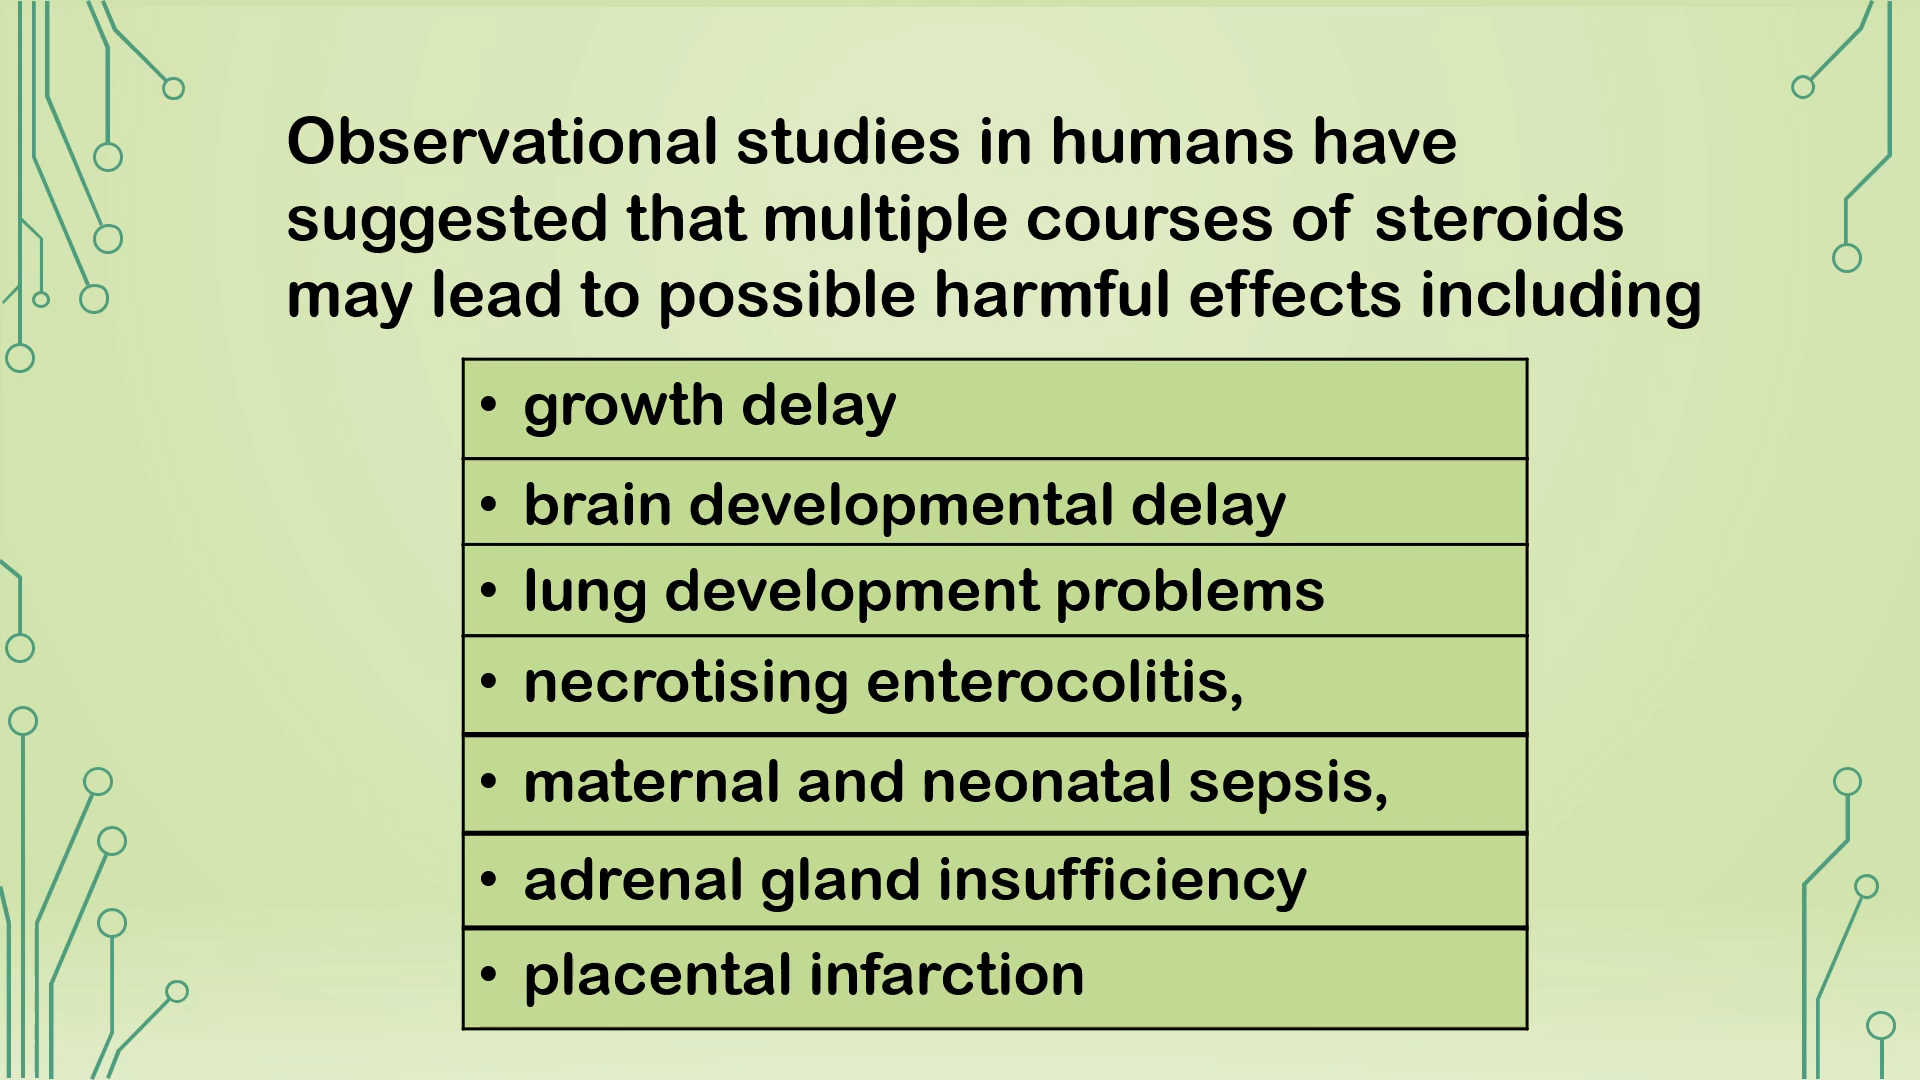 Observational studies in humans have
suggested that multiple courses of steroids
may lead to possible harmful effects including
• growth delay
• brain developmental delay
• lung development problems
• necrotising enterocolitis,
• maternal and neonatal sepsis,
• adrenal gland insufficiency
• placental infarction